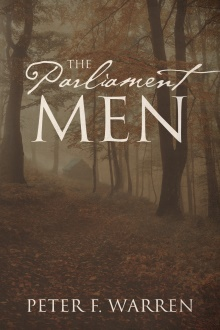 THE
Parliament
MEN
PETER F. WARREN